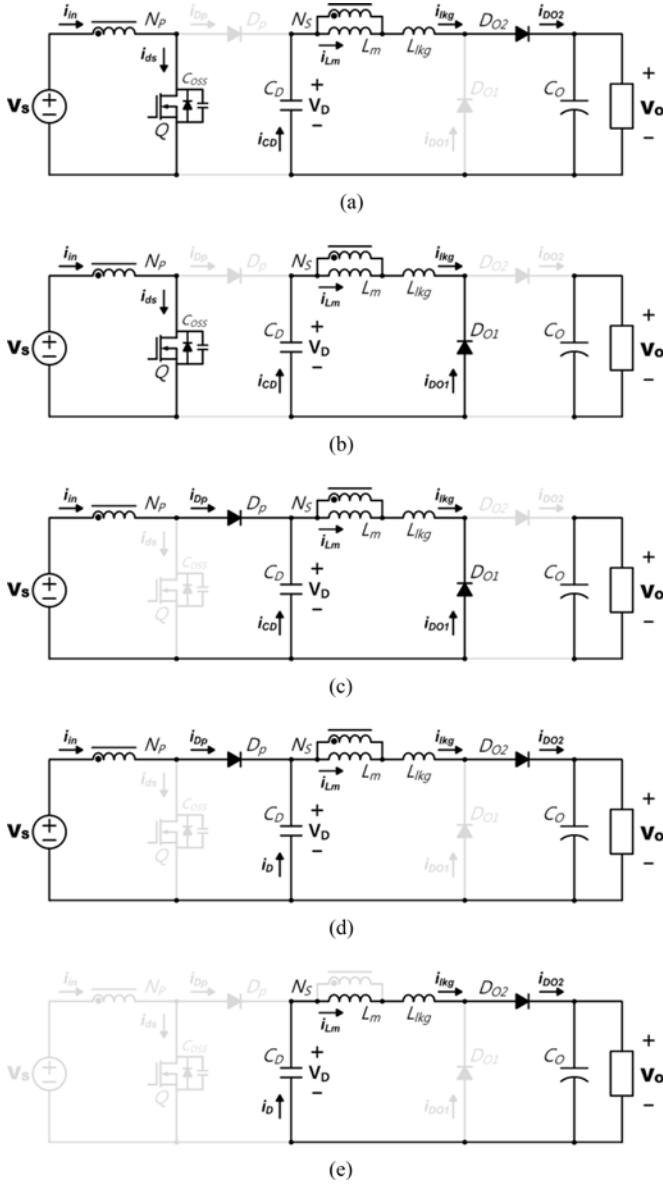 i_in N_P i_Dp D_p N_S i_lkg D_O2 i_DO2
i_ds i_Lm L_m L_lkg
C_OSS
C_D + D_O1 C_O +
V_S V_D V_O
Q − −
i_CD i_DO1
(a)
i_in N_P i_Dp D_p N_S i_lkg D_O2 i_DO2
i_ds i_Lm L_m L_lkg
C_OSS
C_D + D_O1 C_O +
V_S V_D V_O
Q − −
i_CD i_DO1
(b)
i_in N_P i_Dp D_p N_S i_lkg D_O2 i_DO2
i_ds i_Lm L_m L_lkg
C_OSS
C_D + D_O1 C_O +
V_S V_D V_O
Q − −
i_CD i_DO1
(c)
i_in N_P i_Dp D_p N_S i_lkg D_O2 i_DO2
i_ds i_Lm L_m L_lkg
C_OSS
C_D + D_O1 C_O +
V_S V_D V_O
Q − −
i_D i_DO1
(d)
i_in N_P i_Dp D_p N_S i_lkg D_O2 i_DO2
i_ds i_Lm L_m L_lkg
C_OSS
C_D + D_O1 C_O +
V_S V_D V_O
Q − −
i_D i_DO1
(e)